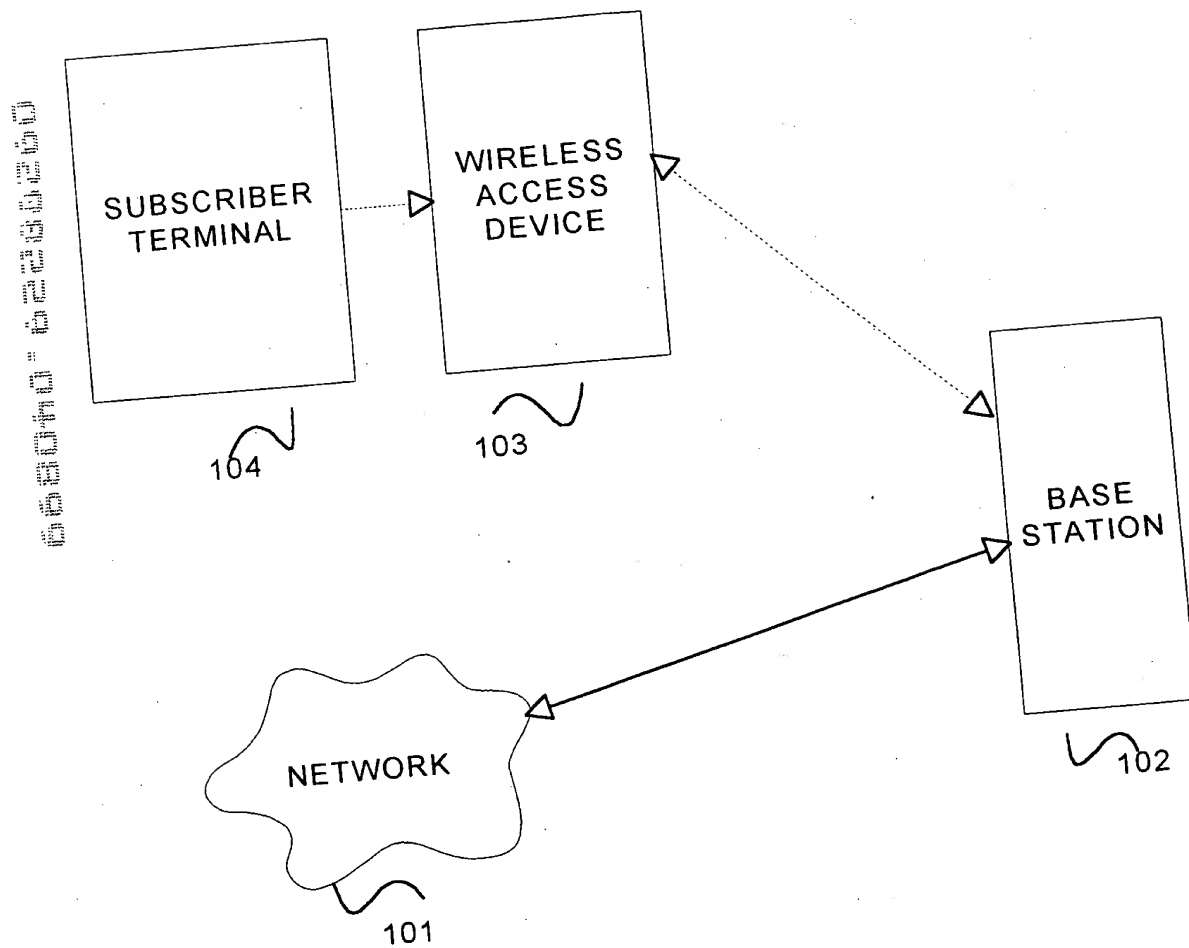 SUBSCRIBER
TERMINAL
104
WIRELESS
ACCESS
DEVICE
103
BASE
STATION
102
NETWORK
101